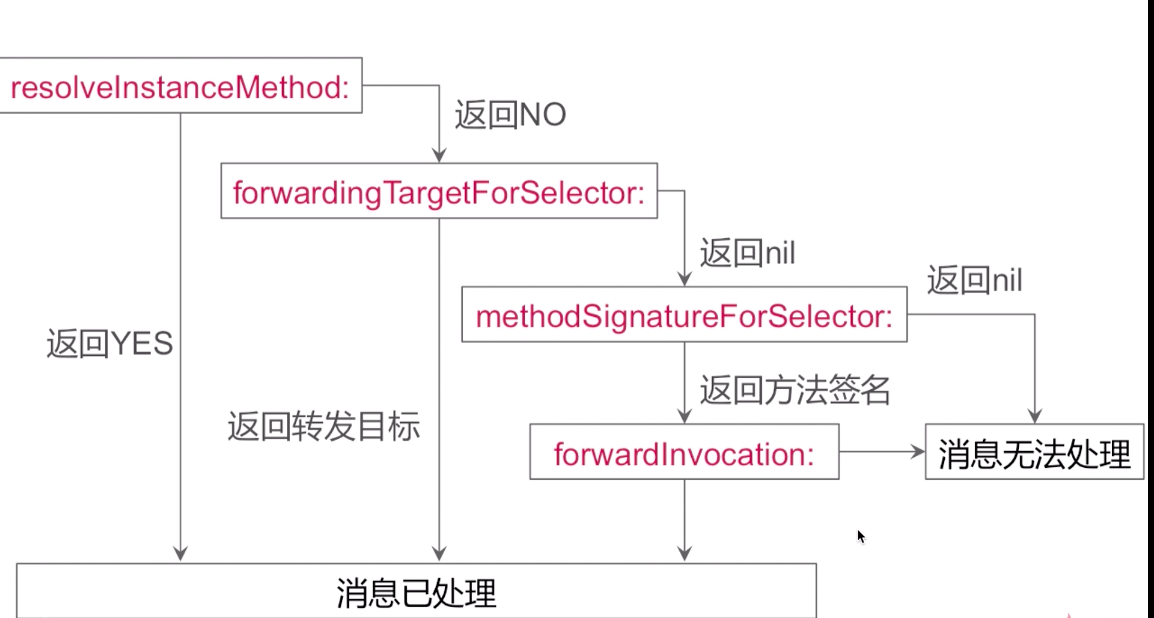 resolveInstanceMethod:
返回NO
forwardingTargetForSelector:
返回nil
返回nil
methodSignatureForSelector:
返回YES
返回方法签名
返回转发目标
forwardInvocation:
消息无法处理
消息已处理